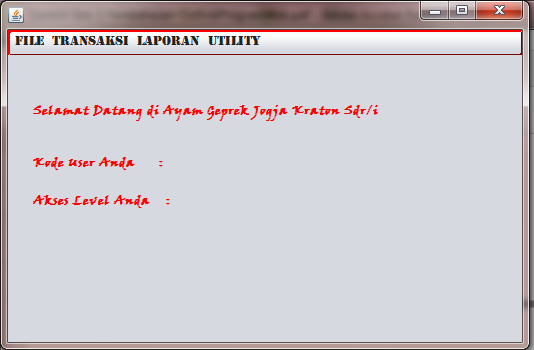 FILE TRANSAKSI LAPORAN UTILITY
Selamat Datang di Ayam Geprek Jogja Kraton Sdr/i
Kode User Anda :
Akses Level Anda :